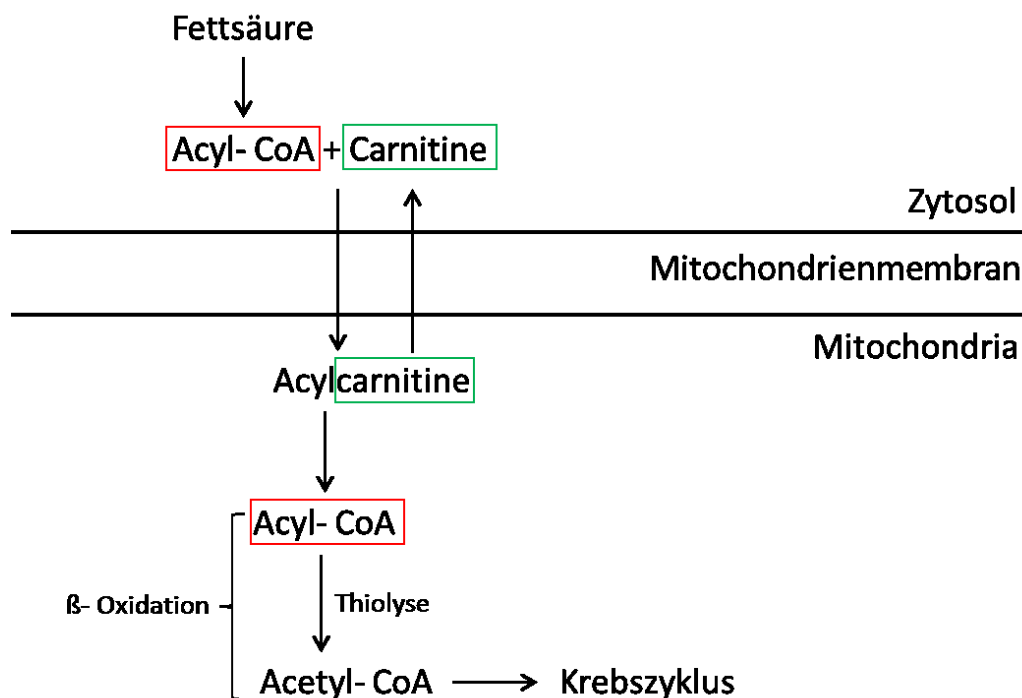 Fettsäure
Acyl- CoA + Carnitine
Zytosol
Mitochondrienmembran
Mitochondria
Acylcarnitine
Acyl- CoA
ß- Oxidation
Thiolyse
Acetyl- CoA
Krebszyklus